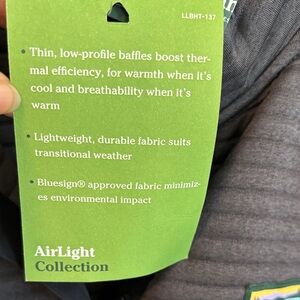 LLBHT-137
• Thin, low-profile baffles boost ther-
mal efficiency, for warmth when it's
cool and breathability when it's
warm
• Lightweight, durable fabric suits
transitional weather
• Bluesign® approved fabric minimiz-
es environmental impact
AirLight
Collection